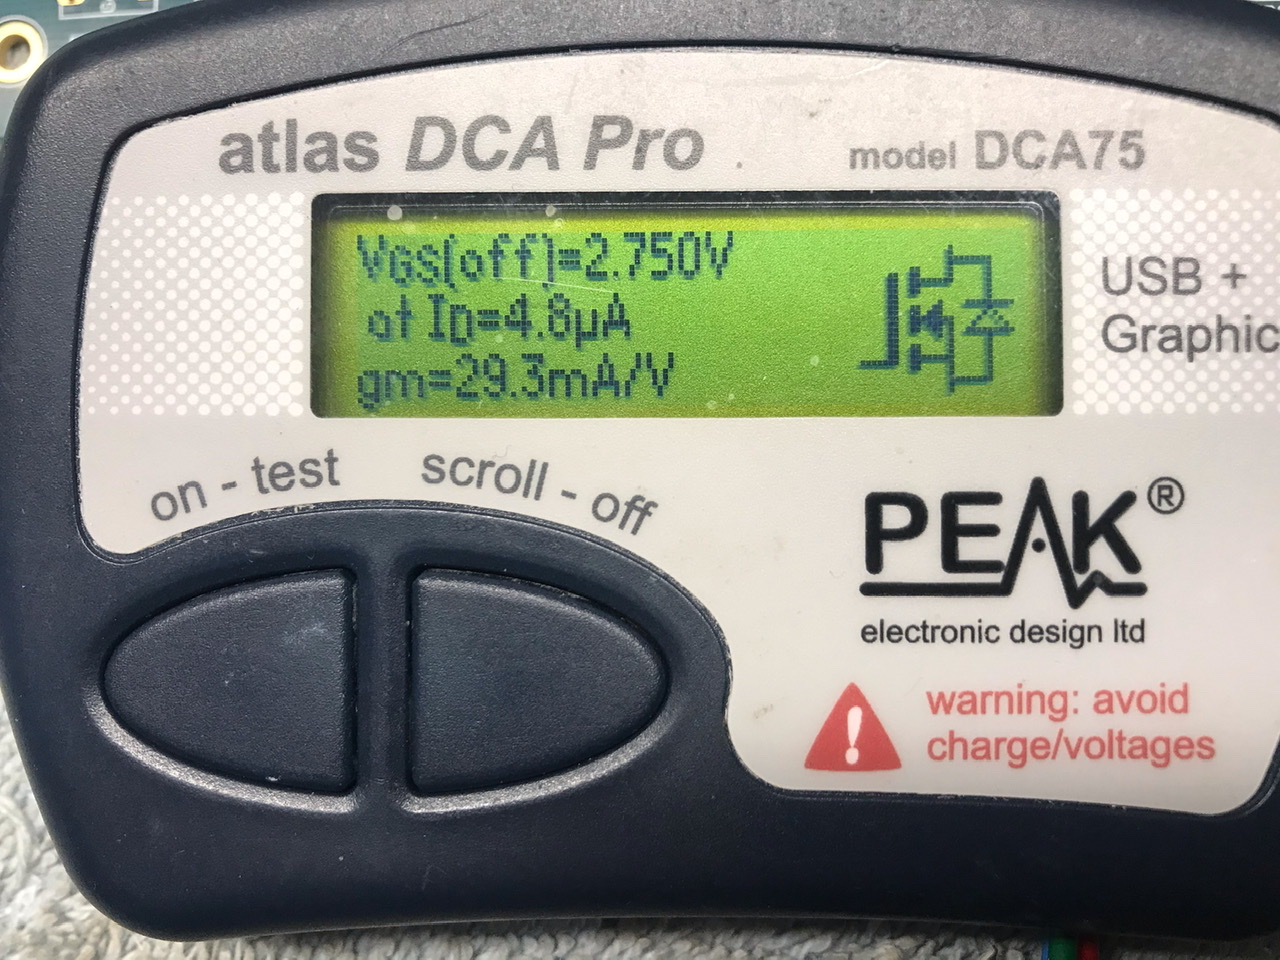 atlas DCA Pro
model DCA75
VGS(off)=2.750V
at ID=4.8µA
gm=29.3mA/V
USB +
Graphic
on - test
scroll - off
PEAK®
electronic design ltd
warning: avoid
charge/voltages